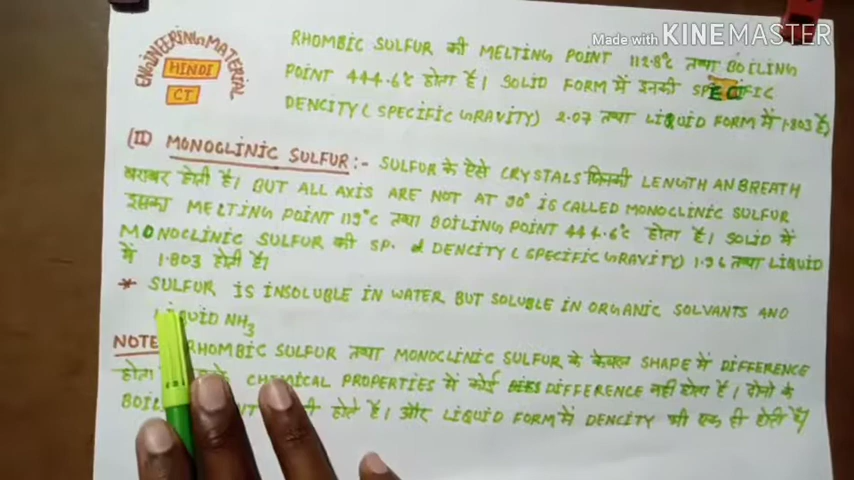 Made with KINEMASTER
ENGINEERING MATERIAL
HINDI
CT
RHOMBIC SULFUR की MELTING POINT 112.8°C तथा BOILING
POINT 444.6°C होता है। SOLID FORM में इनकी SPECIFIC
DENCITY (SPECIFIC GRAVITY) 2.07 तथा LIQUID FORM में 1.803 है
(II) MONOCLINIC SULFUR :- SULFUR के ऐसे CRYSTALS जिनकी LENGTH AN BREATH
बराबर होती है। BUT ALL AXIS ARE NOT AT 90° IS CALLED MONOCLINIC SULFUR
इसका MELTING POINT 119°C तथा BOILING POINT 444.6°C होता है। SOLID में
MONOCLINIC SULFUR की SP. DENCITY (SPECIFIC GRAVITY) 1.96 तथा LIQUID
में 1.803 होती है।
* SULFUR IS INSOLUBLE IN WATER BUT SOLUBLE IN ORGANIC SOLVANTS AND
LIQUID NH3
NOTE RHOMBIC SULFUR तथा MONOCLINIC SULFUR के केवल SHAPE में DIFFERENCE
होता CHEMICAL PROPERTIES में कोई DIFFERENCE नहीं होता है। दोनो के
होते है। और LIQUID FORM में DENCITY भी एक ही होती है।